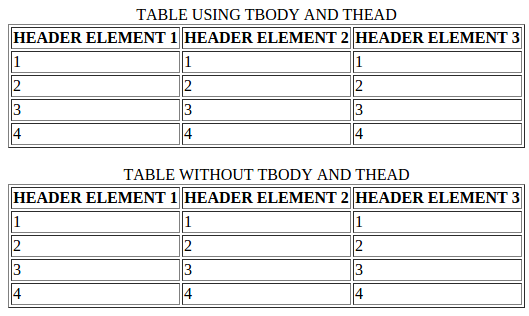 TABLE USING TBODY AND THEAD
HEADER ELEMENT 1 HEADER ELEMENT 2 HEADER ELEMENT 3
1 1 1
2 2 2
3 3 3
4 4 4
TABLE WITHOUT TBODY AND THEAD
HEADER ELEMENT 1 HEADER ELEMENT 2 HEADER ELEMENT 3
1 1 1
2 2 2
3 3 3
4 4 4